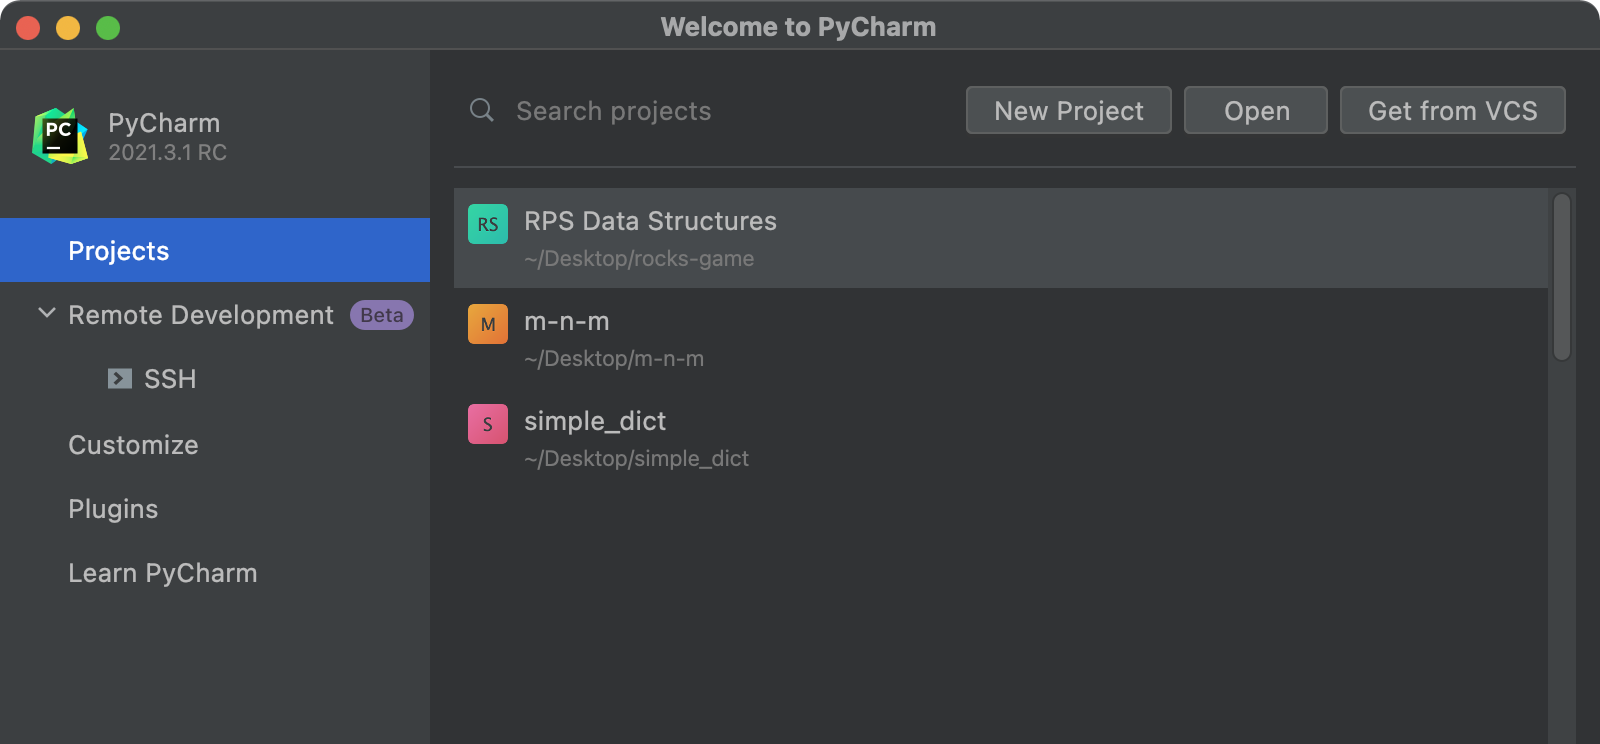 Welcome to PyCharm
PC
PyCharm
2021.3.1 RC
Projects
Remote Development Beta
SSH
Customize
Plugins
Learn PyCharm
Search projects
New Project
Open
Get from VCS
RS
RPS Data Structures
~/Desktop/rocks-game
M
m-n-m
~/Desktop/m-n-m
S
simple_dict
~/Desktop/simple_dict